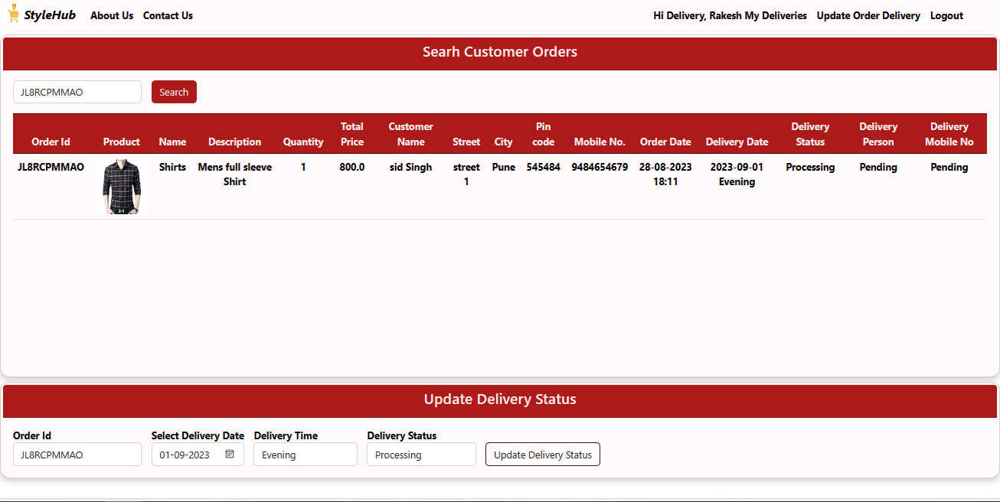 StyleHub About Us Contact Us Hi Delivery, Rakesh My Deliveries Update Order Delivery Logout
Searh Customer Orders
JL8RCPMMAO Search
Order Id Product Name Description Quantity Total Price Customer Name Street City Pin code Mobile No. Order Date Delivery Date Delivery Status Delivery Person Delivery Mobile No
JL8RCPMMAO Shirts Mens full sleeve Shirt 1 800.0 sid Singh street 1 Pune 545484 9484654679 28-08-2023 18:11 2023-09-01 Evening Processing Pending Pending
Update Delivery Status
Order Id Select Delivery Date Delivery Time Delivery Status
JL8RCPMMAO 01-09-2023 Evening Processing Update Delivery Status